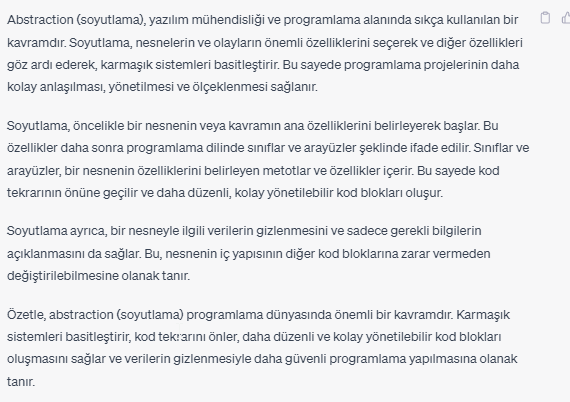 Abstraction (soyutlama), yazılım mühendisliği ve programlama alanında sıkça kullanılan bir
kavramdır. Soyutlama, nesnelerin ve olayların önemli özelliklerini seçerek ve diğer özellikleri
göz ardı ederek, karmaşık sistemleri basitleştirir. Bu sayede programlama projelerinin daha
kolay anlaşılması, yönetilmesi ve ölçeklenmesi sağlanır.
Soyutlama, öncelikle bir nesnenin veya kavramın ana özelliklerini belirleyerek başlar. Bu
özellikler daha sonra programlama dilinde sınıflar ve arayüzler şeklinde ifade edilir. Sınıflar ve
arayüzler, bir nesnenin özelliklerini belirleyen metotlar ve özellikler içerir. Bu sayede kod
tekrarının önüne geçilir ve daha düzenli, kolay yönetilebilir kod blokları oluşur.
Soyutlama ayrıca, bir nesneyle ilgili verilerin gizlenmesini ve sadece gerekli bilgilerin
açıklanmasını da sağlar. Bu, nesnenin iç yapısının diğer kod bloklarına zarar vermeden
değiştirilebilmesine olanak tanır.
Özetle, abstraction (soyutlama) programlama dünyasında önemli bir kavramdır. Karmaşık
sistemleri basitleştirir, kod tekrarını önler, daha düzenli ve kolay yönetilebilir kod blokları
oluşmasını sağlar ve verilerin gizlenmesiyle daha güvenli programlama yapılmasına olanak
tanır.